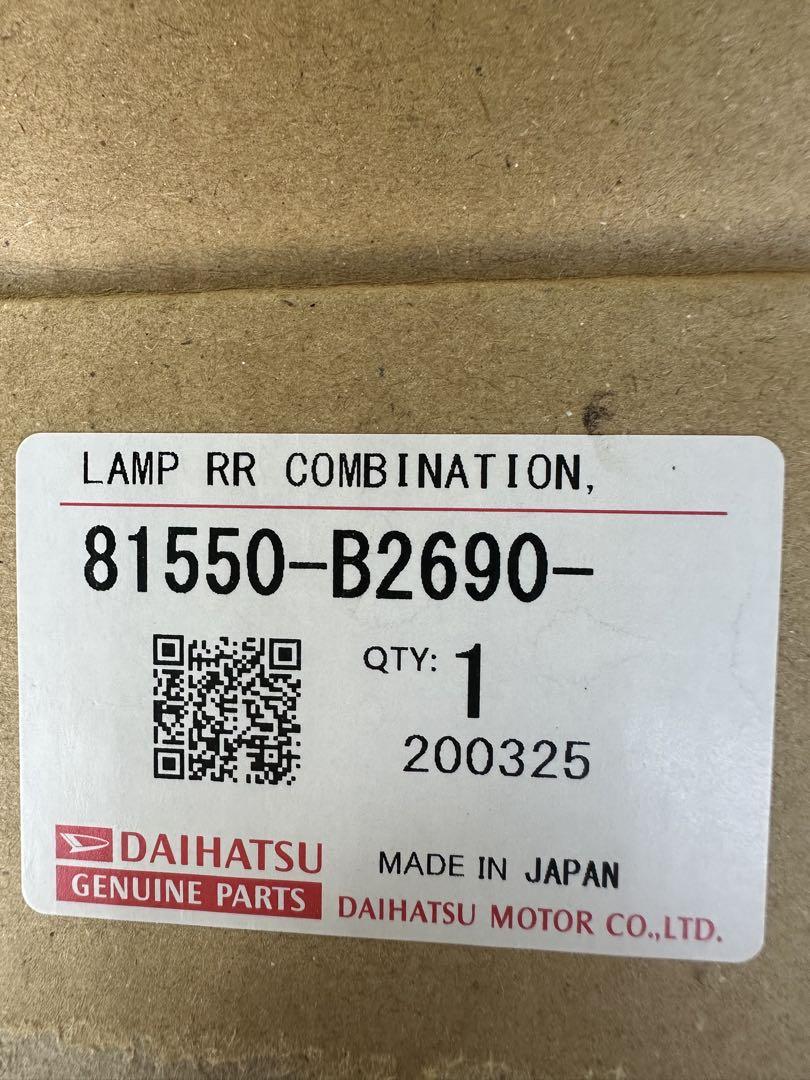 LAMP RR COMBINATION,
81550-B2690-
QTY: 1
200325
DAIHATSU
GENUINE PARTS
MADE IN JAPAN
DAIHATSU MOTOR CO.,LTD.